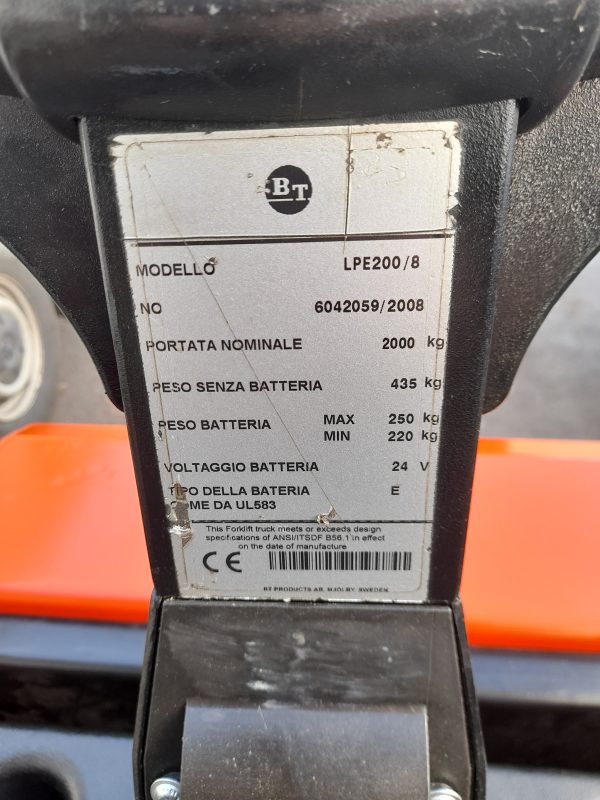 BT
MODELLO LPE200/8
NO 6042059/2008
PORTATA NOMINALE 2000 kg
PESO SENZA BATTERIA 435 kg
PESO BATTERIA MAX 250 kg
MIN 220 kg
VOLTAGGIO BATTERIA 24 V
TIPO DELLA BATERIA E
COME DA UL583
This Forklift truck meets or exceeds design
specifications of ANSI/ITSDF B56.1 in effect
on the date of manufacture
CE
BT PRODUCTS AB, MJÖLBY, SWEDEN